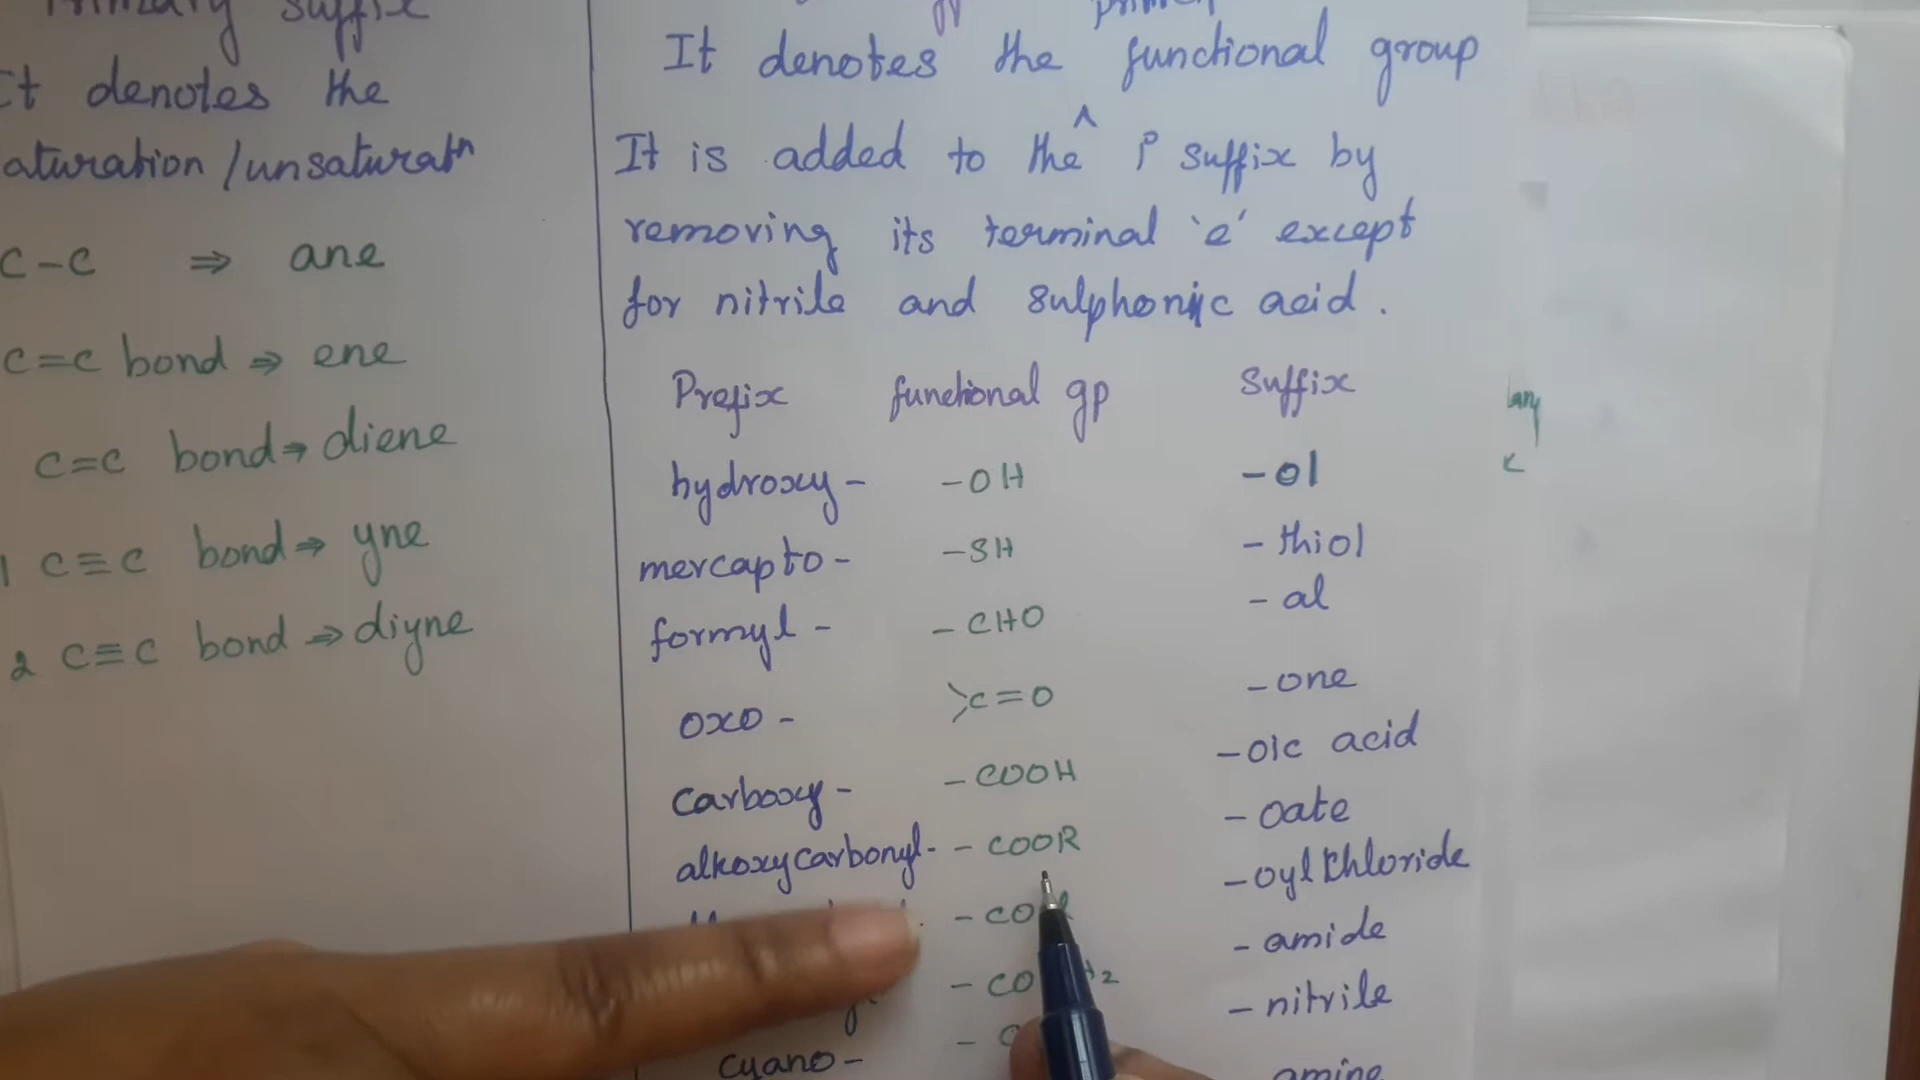 Primary suffix
It denotes the
aturation/unsaturatn
C-C ⇒ ane
C=C bond ⇒ ene
C=C bond ⇒ diene
1 C≡C bond ⇒ yne
2 C≡C bond ⇒ diyne
It denotes the functional group
It is added to the ^ 1° suffix by
removing its terminal 'e' except
for nitrile and sulphonic acid.
Prefix functional gp Suffix
hydroxy- -OH -ol
mercapto- -SH -thiol
formyl- -CHO -al
oxo- >C=O -one
Carboxy- -COOH -oic acid
alkoxycarbonyl- -COOR -oate
-oyl chloride
-amide
cyano- -nitrile
amine